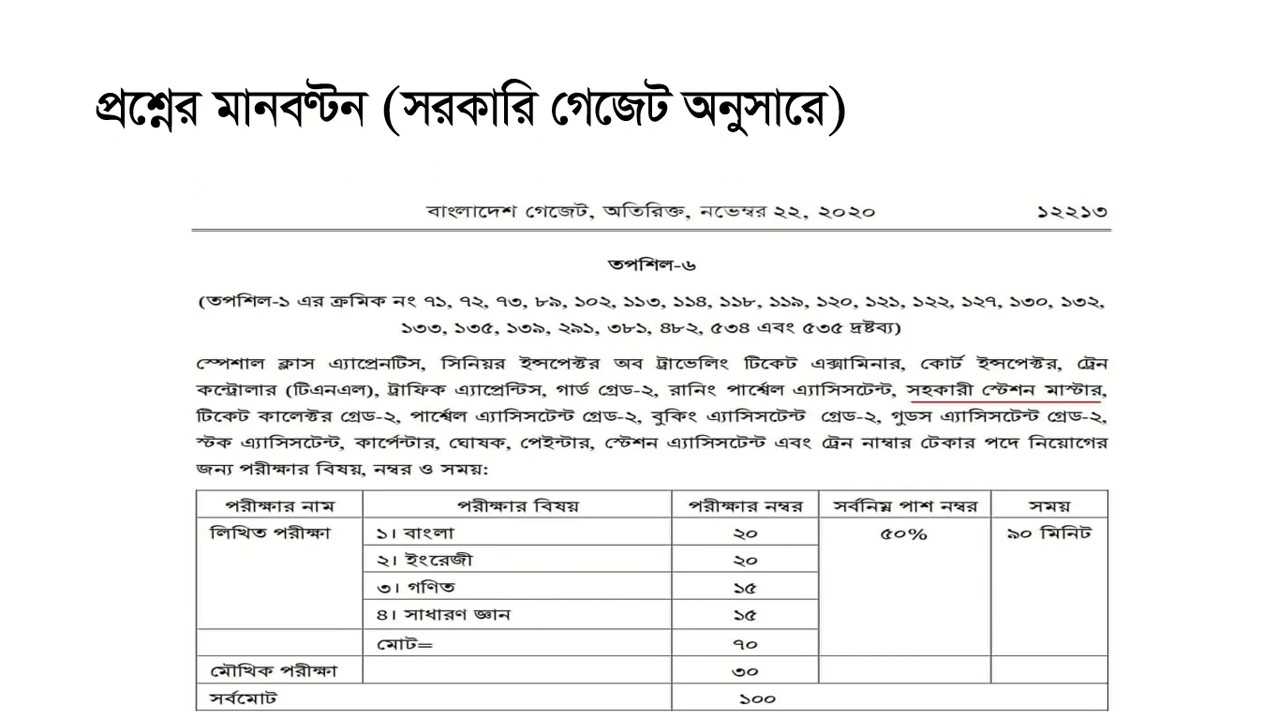 প্রশ্নের মানবণ্টন (সরকারি গেজেট অনুসারে)
বাংলাদেশ গেজেট, অতিরিক্ত, নভেম্বর ২২, ২০২০ ১২২১৩
তপশিল-৬
(তপশিল-১ এর ক্রমিক নং ৭১, ৭২, ৭৩, ৮৯, ১০২, ১১৩, ১১৪, ১১৮, ১১৯, ১২০, ১২১, ১২২, ১২৭, ১৩০, ১৩২,
১৩৩, ১৩৫, ১৩৯, ২৯১, ৩৮১, ৪৮২, ৫৩৪ এবং ৫৩৫ দ্রষ্টব্য)
স্পেশাল ক্লাস এ্যাপ্রেনটিস, সিনিয়র ইন্সপেক্টর অব ট্রাভেলিং টিকেট এক্সামিনার, কোর্ট ইন্সপেক্টর, ট্রেন
কন্ট্রোলার (টিএনএল), ট্রাফিক এ্যাপ্রেন্টিস, গার্ড গ্রেড-২, রানিং পার্শ্বেল এ্যাসিসটেন্ট, সহকারী স্টেশন মাস্টার,
টিকেট কালেক্টর গ্রেড-২, পার্শ্বেল এ্যাসিসটেন্ট গ্রেড-২, বুকিং এ্যাসিসটেন্ট গ্রেড-২, গুডস এ্যাসিসটেন্ট গ্রেড-২,
স্টক এ্যাসিসটেন্ট, কার্পেন্টার, ঘোষক, পেইন্টার, স্টেশন এ্যাসিসটেন্ট এবং ট্রেন নাম্বার টেকার পদে নিয়োগের
জন্য পরীক্ষার বিষয়, নম্বর ও সময়:
পরীক্ষার নাম পরীক্ষার বিষয় পরীক্ষার নম্বর সর্বনিম্ন পাশ নম্বর সময়
লিখিত পরীক্ষা ১। বাংলা ২০ ৫০% ৯০ মিনিট
২। ইংরেজী ২০
৩। গণিত ১৫
৪। সাধারণ জ্ঞান ১৫
মোট= ৭০
মৌখিক পরীক্ষা ৩০
সর্বমোট ১০০